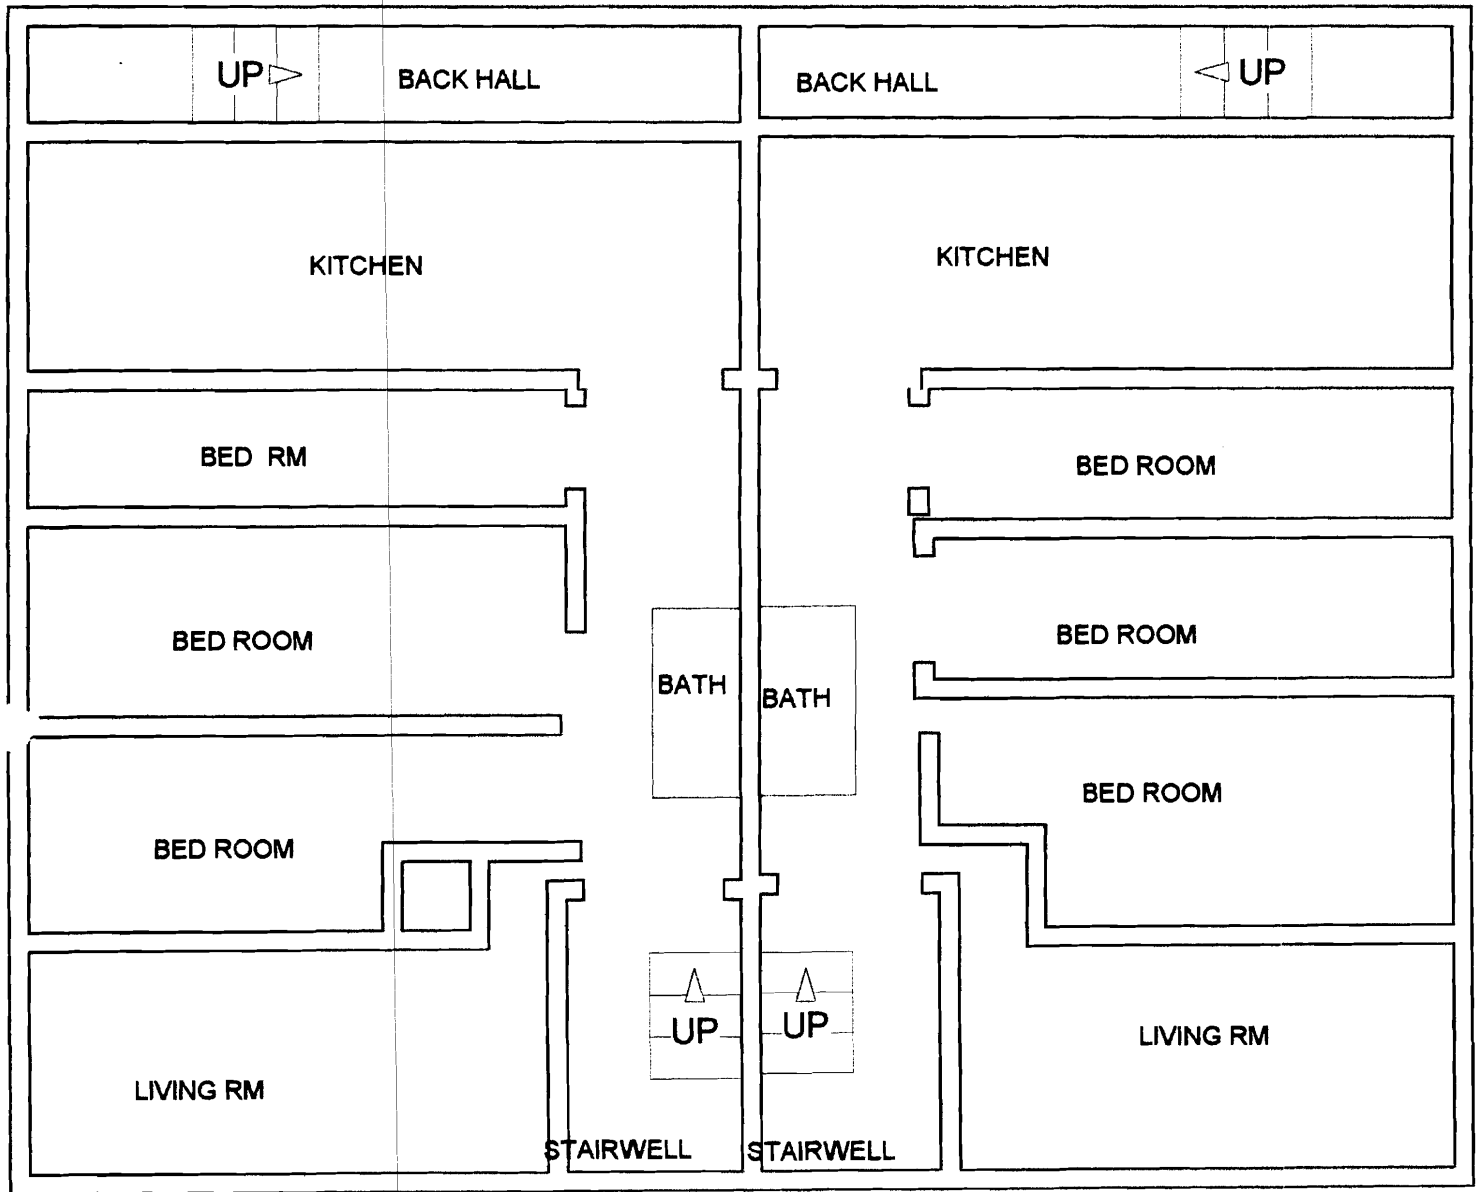 UP
BACK HALL
BACK HALL
UP
KITCHEN
KITCHEN
BED RM
BED ROOM
BED ROOM
BED ROOM
BATH
BATH
BED ROOM
BED ROOM
UP
UP
LIVING RM
LIVING RM
STAIRWELL
STAIRWELL